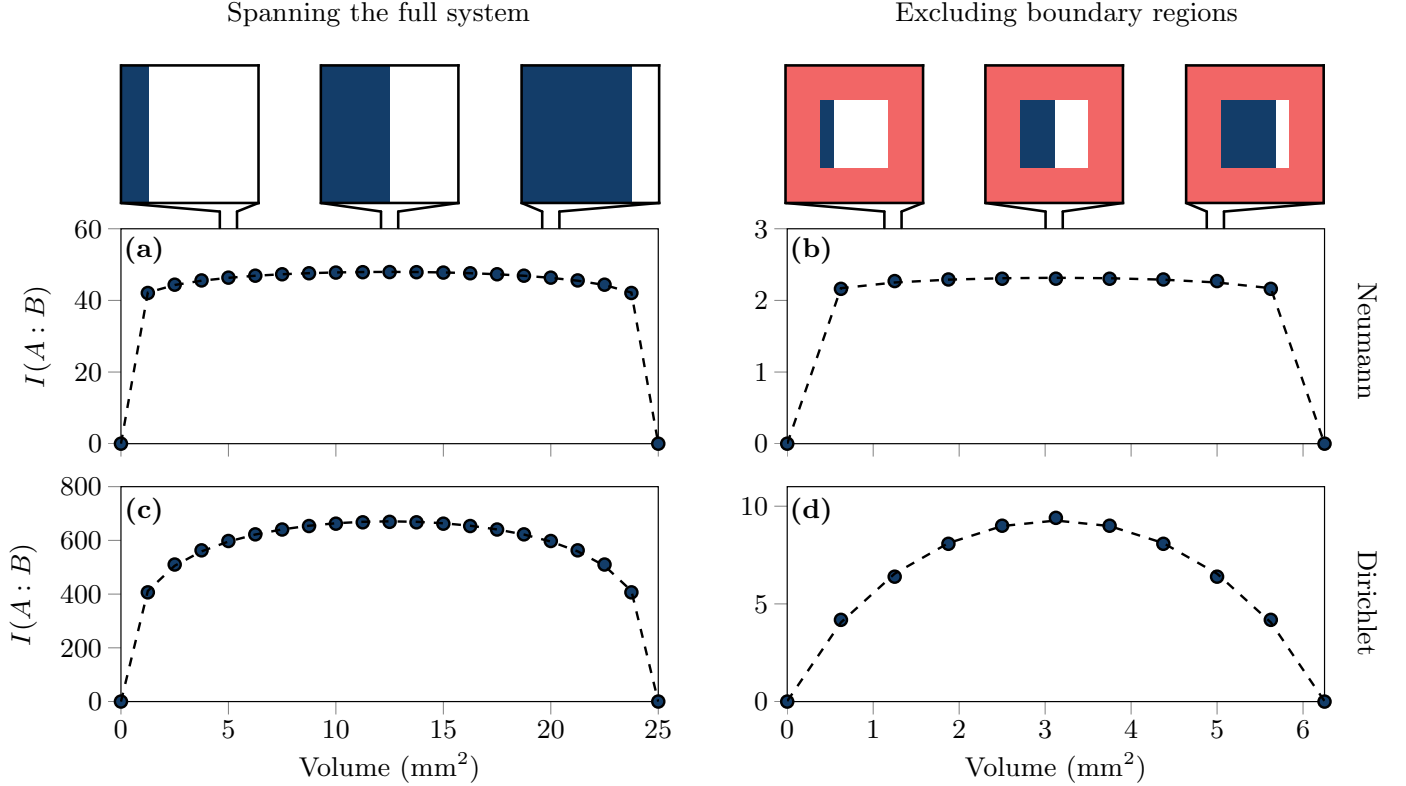 Spanning the full system
Excluding boundary regions
60
40
20
0
I(A : B)
(a)
3
2
1
0
(b)
Neumann
800
600
400
200
0
I(A : B)
(c)
0 5 10 15 20 25
Volume (mm²)
10
5
0
(d)
0 1 2 3 4 5 6
Volume (mm²)
Dirichlet